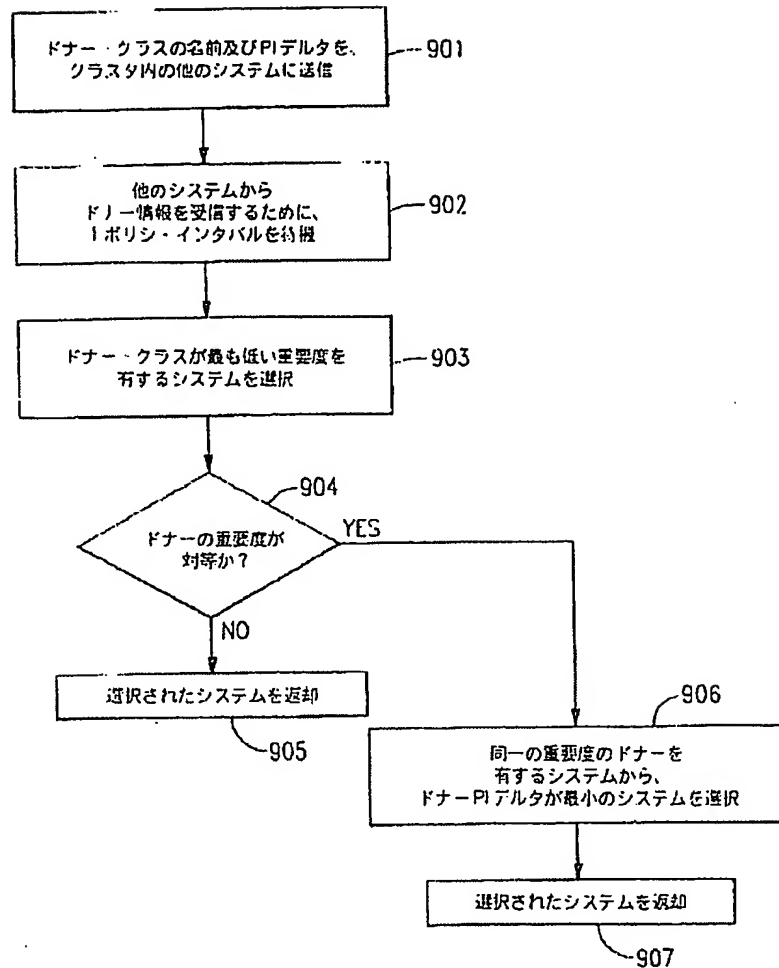 ドナー・クラスの名前及びPIデルタを、
クラスタ内の他のシステムに送信
901
他のシステムから
ドナー情報を受信するために、
1ポリシ・インタバルを待機
902
ドナー・クラスが最も低い重要度を
有するシステムを選択
903
904
ドナーの重要度が
対等か?
YES
NO
選択されたシステムを返却
905
906
同一の重要度のドナーを
有するシステムから、
ドナーPIデルタが最小のシステムを選択
選択されたシステムを返却
907